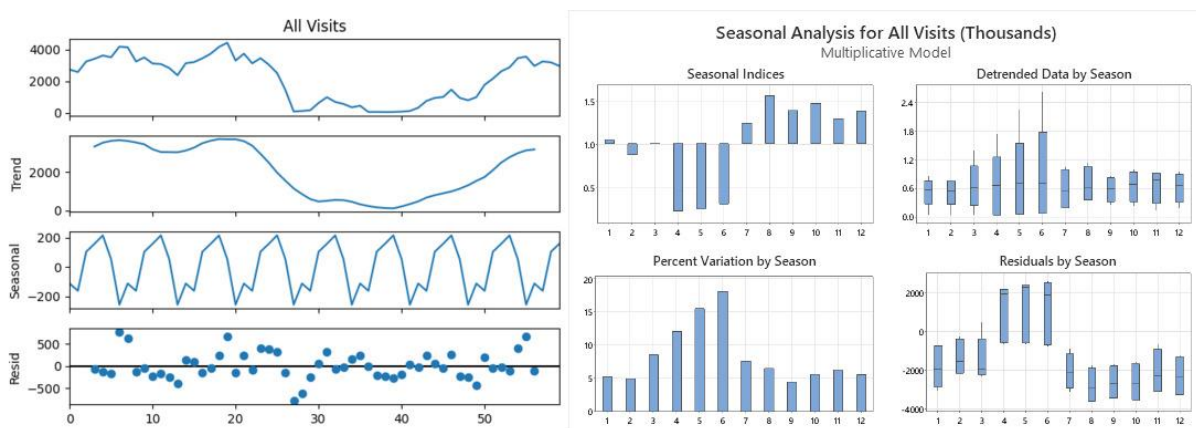 All Visits
4000
2000
0
Trend
2000
0
Seasonal
200
0
−200
Resid
500
0
−500
0 10 20 30 40 50
Seasonal Analysis for All Visits (Thousands)
Multiplicative Model
Seasonal Indices
1.5
1.0
0.5
1 2 3 4 5 6 7 8 9 10 11 12
Detrended Data by Season
2.4
1.8
1.2
0.6
0.0
1 2 3 4 5 6 7 8 9 10 11 12
Percent Variation by Season
20
15
10
5
0
1 2 3 4 5 6 7 8 9 10 11 12
Residuals by Season
2000
0
-2000
-4000
1 2 3 4 5 6 7 8 9 10 11 12